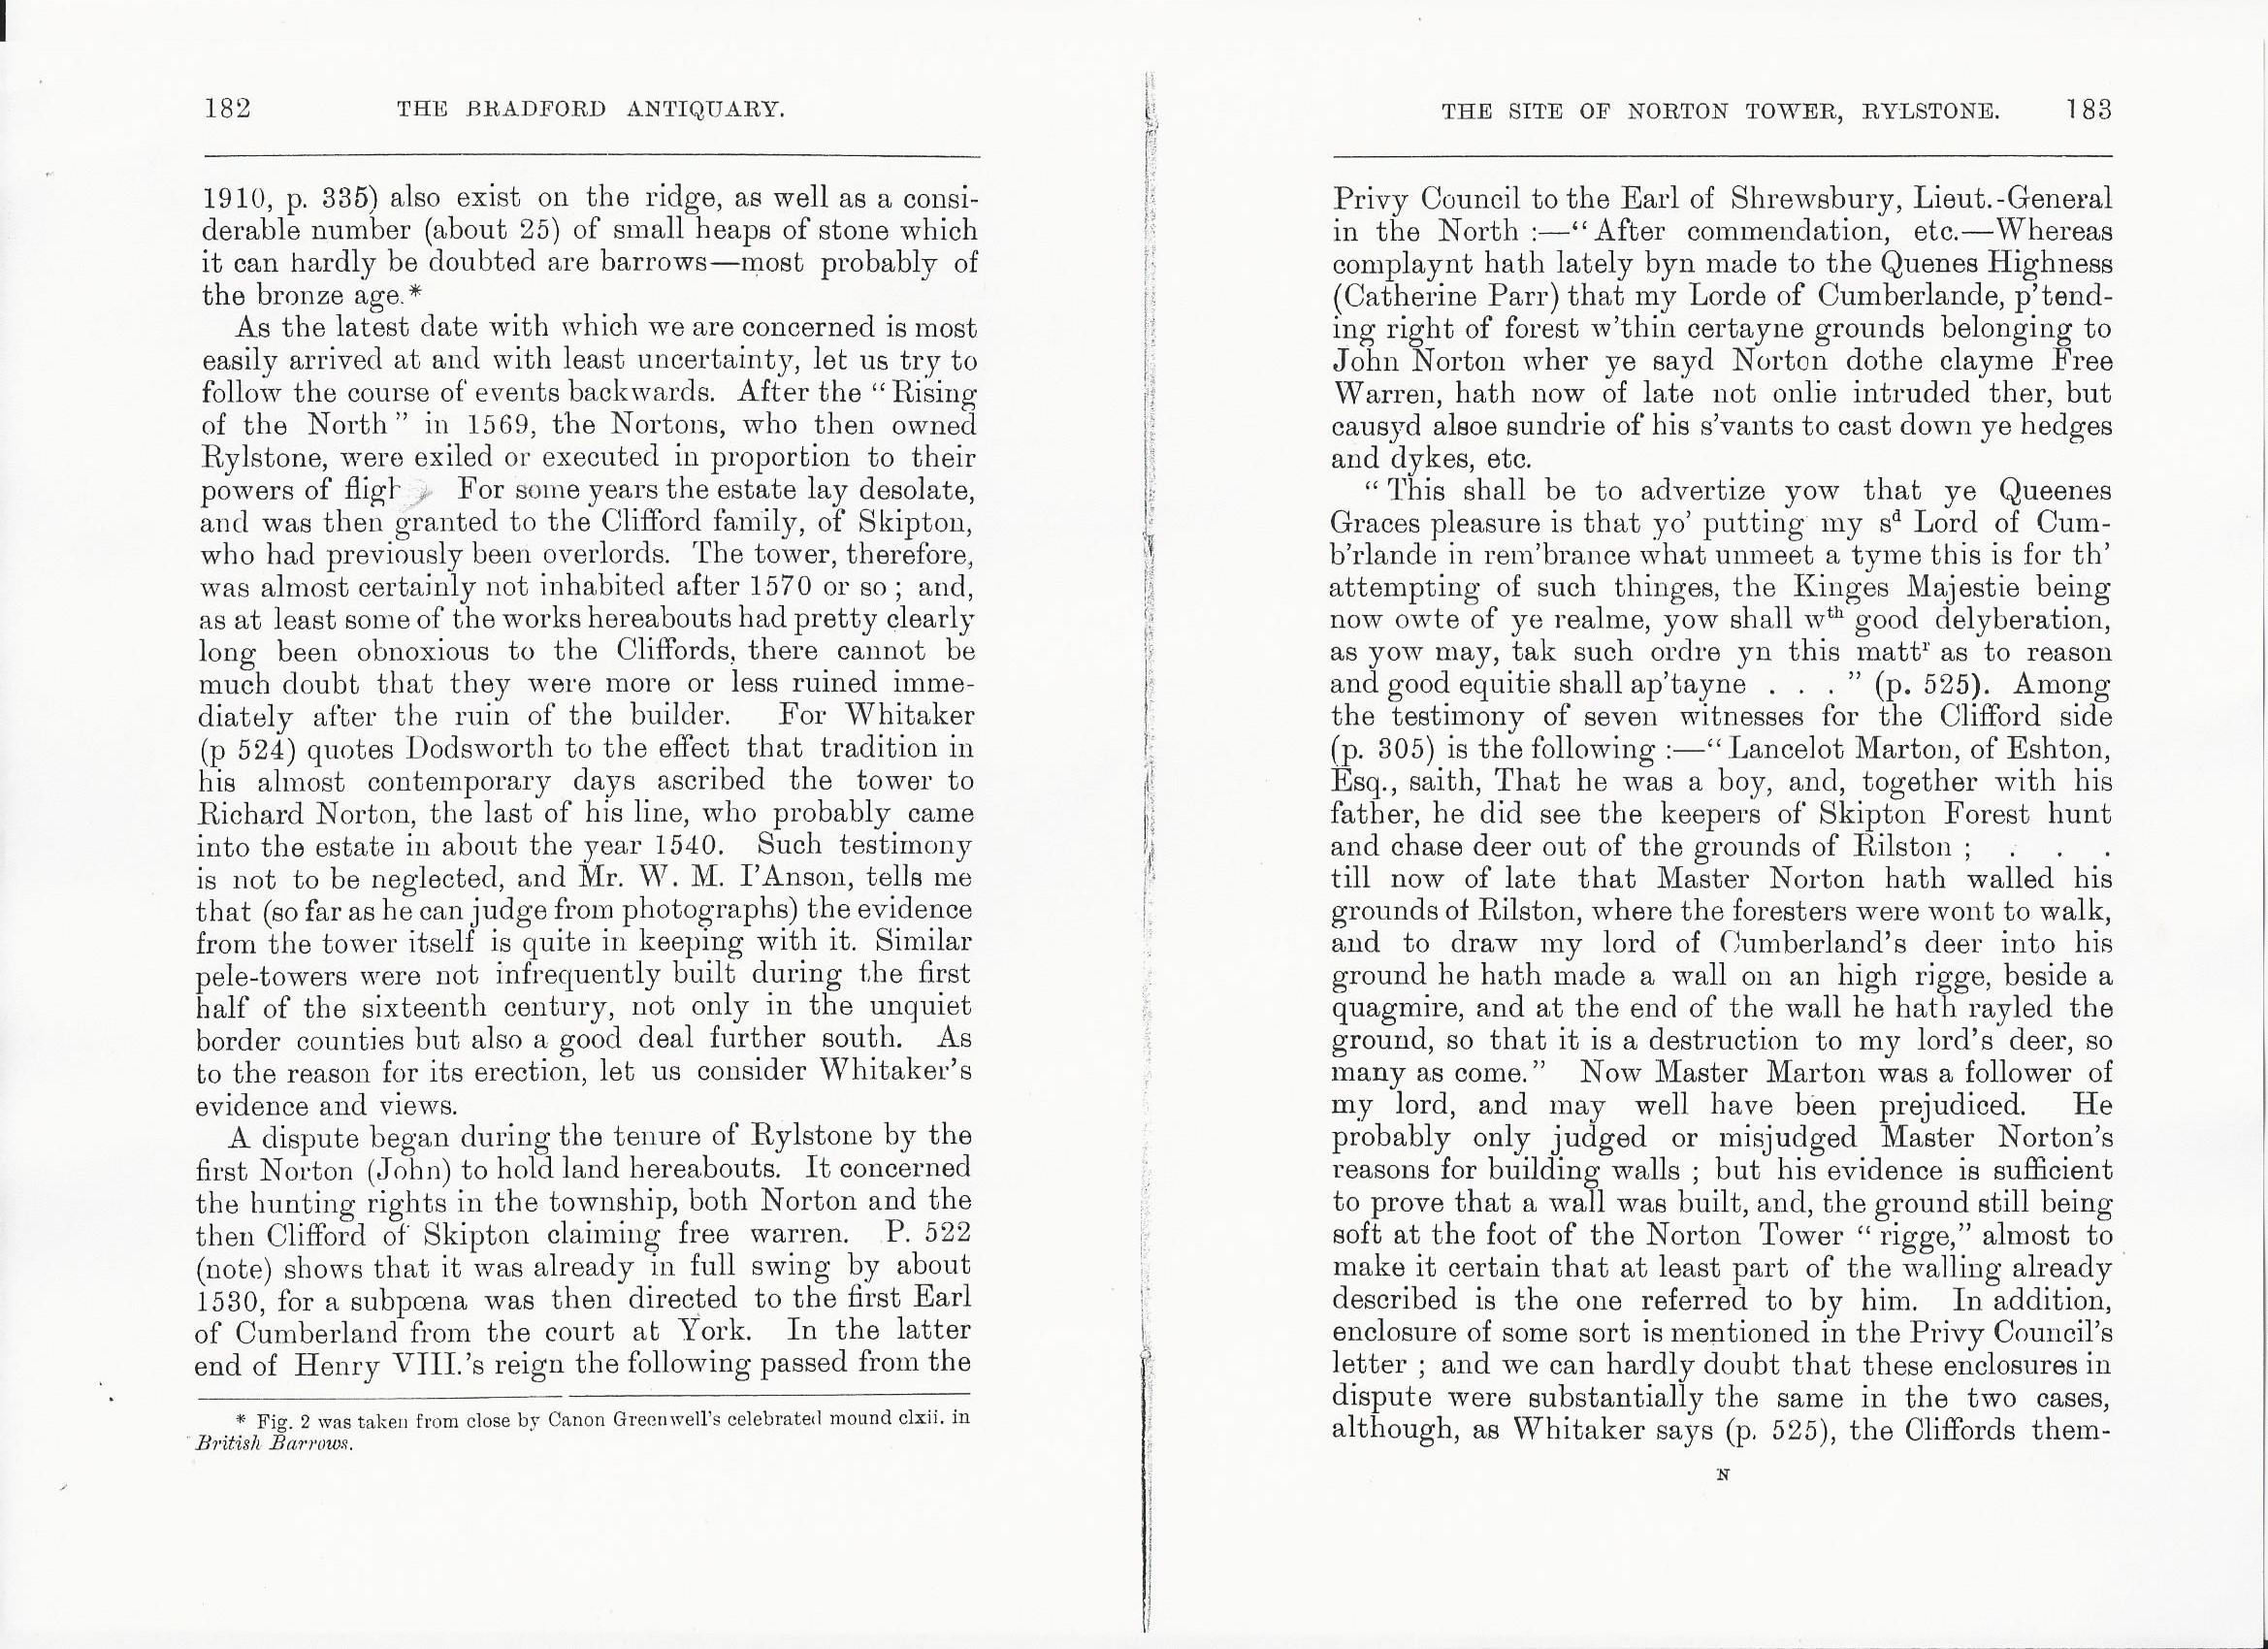 182 THE BRADFORD ANTIQUARY.
1910, p. 335) also exist on the ridge, as well as a consi-
derable number (about 25) of small heaps of stone which
it can hardly be doubted are barrows—most probably of
the bronze age.*
As the latest date with which we are concerned is most
easily arrived at and with least uncertainty, let us try to
follow the course of events backwards. After the “Rising
of the North” in 1569, the Nortons, who then owned
Rylstone, were exiled or executed in proportion to their
powers of For some years the estate lay desolate,
and was then granted to the Clifford family, of Skipton,
who had previously been overlords. The tower, therefore,
was almost certainly not inhabited after 1570 or so ; and,
as at least some of the works hereabouts had pretty clearly
long been obnoxious to the Cliffords, there cannot be
much doubt that they were more or less ruined imme-
diately after the ruin of the builder. For Whitaker
(p 524) quotes Dodsworth to the effect that tradition in
his almost contemporary days ascribed the tower to
Richard Norton, the last of his line, who probably came
into the estate in about the year 1540. Such testimony
is not to be neglected, and Mr. W. M. I’Anson, tells me
that (so far as he can judge from photographs) the evidence
from the tower itself is quite in keeping with it. Similar
pele-towers were not infrequently built during the first
half of the sixteenth century, not only in the unquiet
border counties but also a good deal further south. As
to the reason for its erection, let us consider Whitaker’s
evidence and views.
A dispute began during the tenure of Rylstone by the
first Norton (John) to hold land hereabouts. It concerned
the hunting rights in the township, both Norton and the
then Clifford of Skipton claiming free warren. P. 522
(note) shows that it was already in full swing by about
1530, for a subpœna was then directed to the first Earl
of Cumberland from the court at York. In the latter
end of Henry VIII.’s reign the following passed from the
* Fig. 2 was taken from close by Canon Greenwell’s celebrated mound clxii. in
British Barrows.
THE SITE OF NORTON TOWER, RYLSTONE. 183
Privy Council to the Earl of Shrewsbury, Lieut.-General
in the North :—“After commendation, etc.—Whereas
complaynt hath lately byn made to the Quenes Highness
(Catherine Parr) that my Lorde of Cumberlande, p’tend-
ing right of forest w’thin certayne grounds belonging to
John Norton wher ye sayd Norton dothe clayme Free
Warren, hath now of late not onlie intruded ther, but
causyd alsoe sundrie of his s’vants to cast down ye hedges
and dykes, etc.
“This shall be to advertize yow that ye Queenes
Graces pleasure is that yo’ putting my sᵈ Lord of Cum-
b’rlande in rem’brance what unmeet a tyme this is for th’
attempting of such thinges, the Kinges Majestie being
now owte of ye realme, yow shall wᵗʰ good delyberation,
as yow may, tak such ordre yn this mattʳ as to reason
and good equitie shall ap’tayne . . . ” (p. 525). Among
the testimony of seven witnesses for the Clifford side
(p. 305) is the following :—“Lancelot Marton, of Eshton,
Esq., saith, That he was a boy, and, together with his
father, he did see the keepers of Skipton Forest hunt
and chase deer out of the grounds of Rilston ; . . .
till now of late that Master Norton hath walled his
grounds of Rilston, where the foresters were wont to walk,
and to draw my lord of Cumberland’s deer into his
ground he hath made a wall on an high rigge, beside a
quagmire, and at the end of the wall he hath rayled the
ground, so that it is a destruction to my lord’s deer, so
many as come.” Now Master Marton was a follower of
my lord, and may well have been prejudiced. He
probably only judged or misjudged Master Norton’s
reasons for building walls ; but his evidence is sufficient
to prove that a wall was built, and, the ground still being
soft at the foot of the Norton Tower “rigge,” almost to
make it certain that at least part of the walling already
described is the one referred to by him. In addition,
enclosure of some sort is mentioned in the Privy Council’s
letter ; and we can hardly doubt that these enclosures in
dispute were substantially the same in the two cases,
although, as Whitaker says (p. 525), the Cliffords them-
N